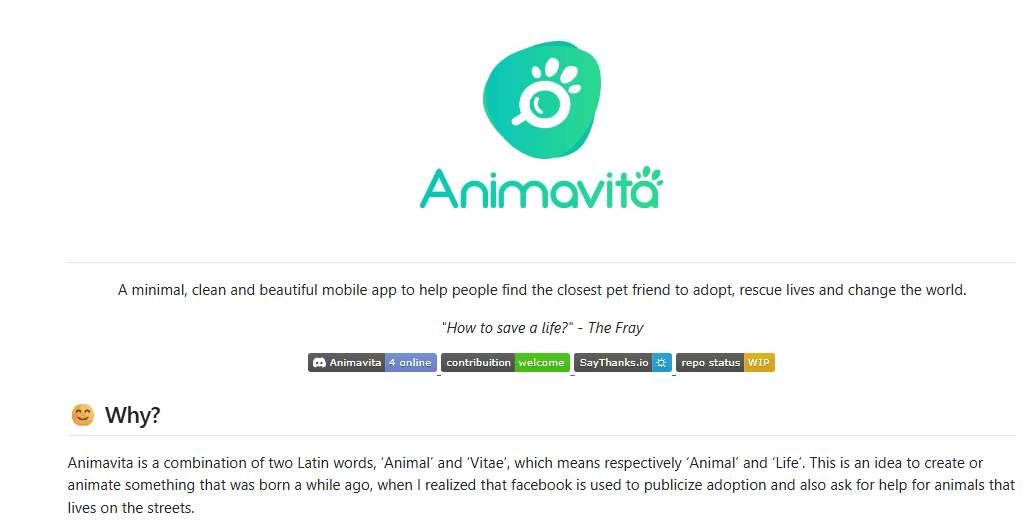 Animavita
A minimal, clean and beautiful mobile app to help people find the closest pet friend to adopt, rescue lives and change the world.
"How to save a life?" - The Fray
Animavita 4 online contribuition welcome SayThanks.io ☼ repo status WIP
😊 Why?
Animavita is a combination of two Latin words, ‘Animal’ and ‘Vitae’, which means respectively ‘Animal’ and ‘Life’. This is an idea to create or
animate something that was born a while ago, when I realized that facebook is used to publicize adoption and also ask for help for animals that
lives on the streets.